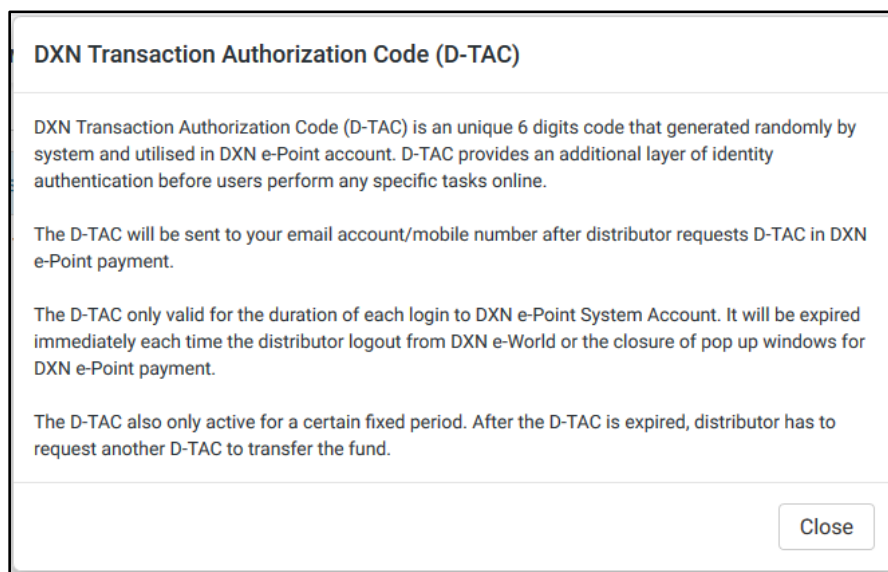 DXN Transaction Authorization Code (D-TAC)
DXN Transaction Authorization Code (D-TAC) is an unique 6 digits code that generated randomly by
system and utilised in DXN e-Point account. D-TAC provides an additional layer of identity
authentication before users perform any specific tasks online.
The D-TAC will be sent to your email account/mobile number after distributor requests D-TAC in DXN
e-Point payment.
The D-TAC only valid for the duration of each login to DXN e-Point System Account. It will be expired
immediately each time the distributor logout from DXN e-World or the closure of pop up windows for
DXN e-Point payment.
The D-TAC also only active for a certain fixed period. After the D-TAC is expired, distributor has to
request another D-TAC to transfer the fund.
Close